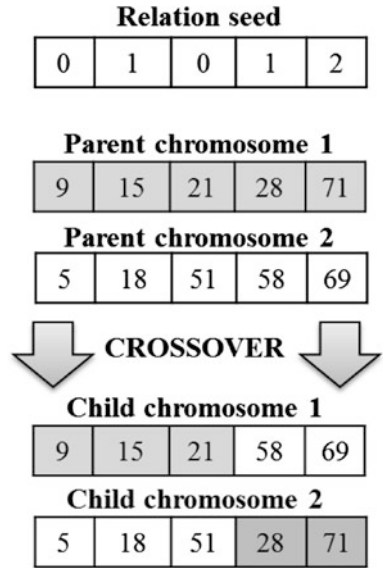 Relation seed
0 1 0 1 2
Parent chromosome 1
9 15 21 28 71
Parent chromosome 2
5 18 51 58 69
CROSSOVER
Child chromosome 1
9 15 21 58 69
Child chromosome 2
5 18 51 28 71